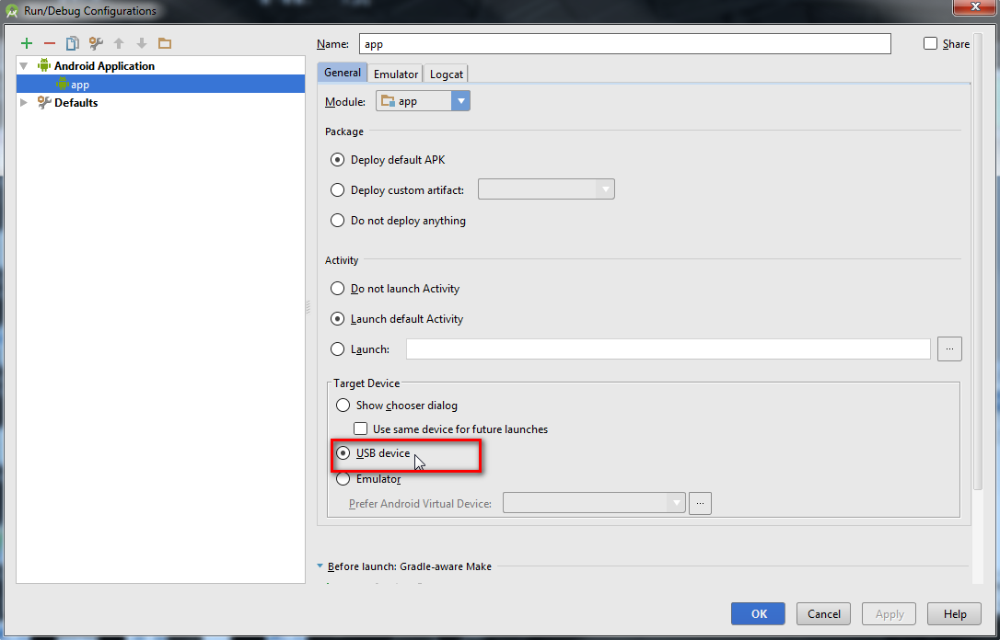 Run/Debug Configurations
Android Application
app
Defaults
Name: app
Share
General Emulator Logcat
Module: app
Package
Deploy default APK
Deploy custom artifact:
Do not deploy anything
Activity
Do not launch Activity
Launch default Activity
Launch:
...
Target Device
Show chooser dialog
Use same device for future launches
USB device
Emulator
Prefer Android Virtual Device:
...
Before launch: Gradle-aware Make
OK Cancel Apply Help